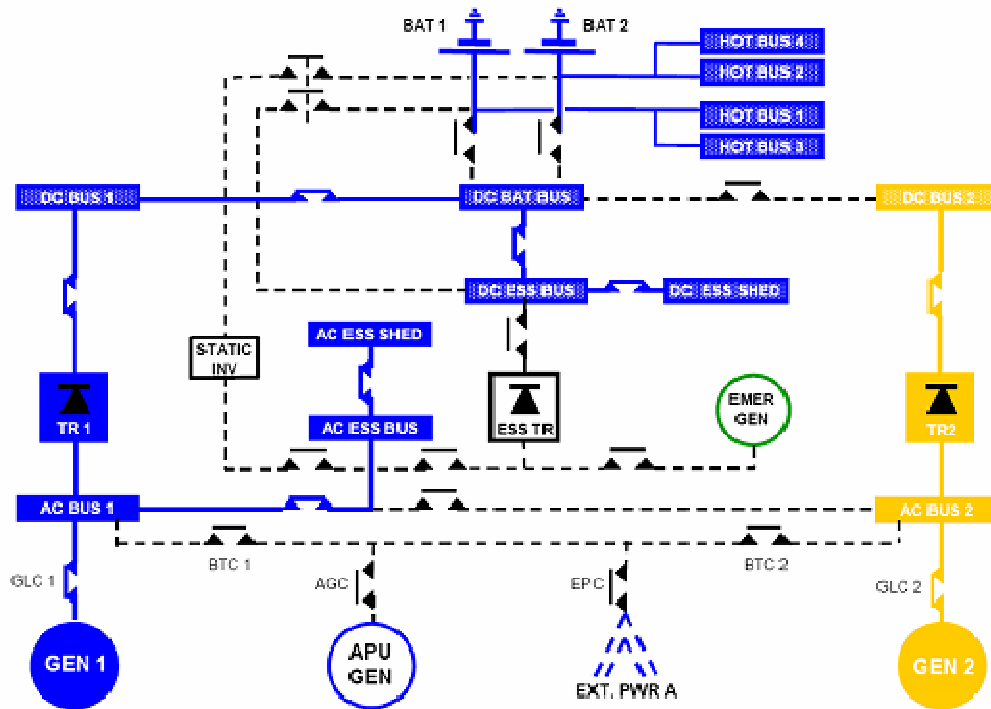 BAT 1
BAT 2
HOT BUS 4
HOT BUS 2
HOT BUS 1
HOT BUS 3
DC BUS 1
DC BAT BUS
DC BUS 2
DC ESS BUS
DC ESS SHED
AC ESS SHED
STATIC
INV
TR 1
AC ESS BUS
ESS TR
EMER
GEN
TR2
AC BUS 1
AC BUS 2
BTC 1
BTC 2
GLC 1
AGC
EPC
GLC 2
GEN 1
APU
GEN
EXT. PWR A
GEN 2